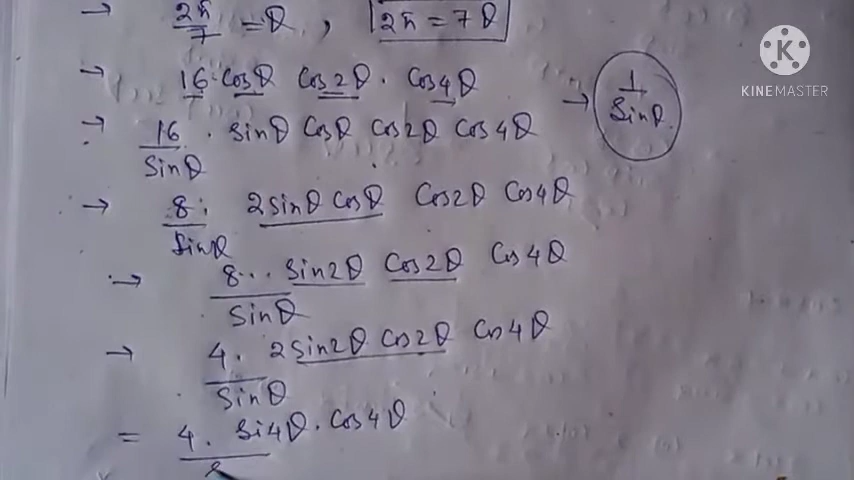 → 2π/7 = θ , 2π = 7θ
→ 16·cosθ cos2θ · cos4θ → 1/sinθ
→ 16/sinθ · sinθ cosθ cos2θ cos4θ
→ 8·/sinθ 2sinθ cosθ cos2θ cos4θ
→ 8··/sinθ sin2θ cos2θ cos4θ
→ 4·/sinθ 2sin2θ cos2θ cos4θ
= 4 · si4θ · cos4θ
K
KINEMASTER